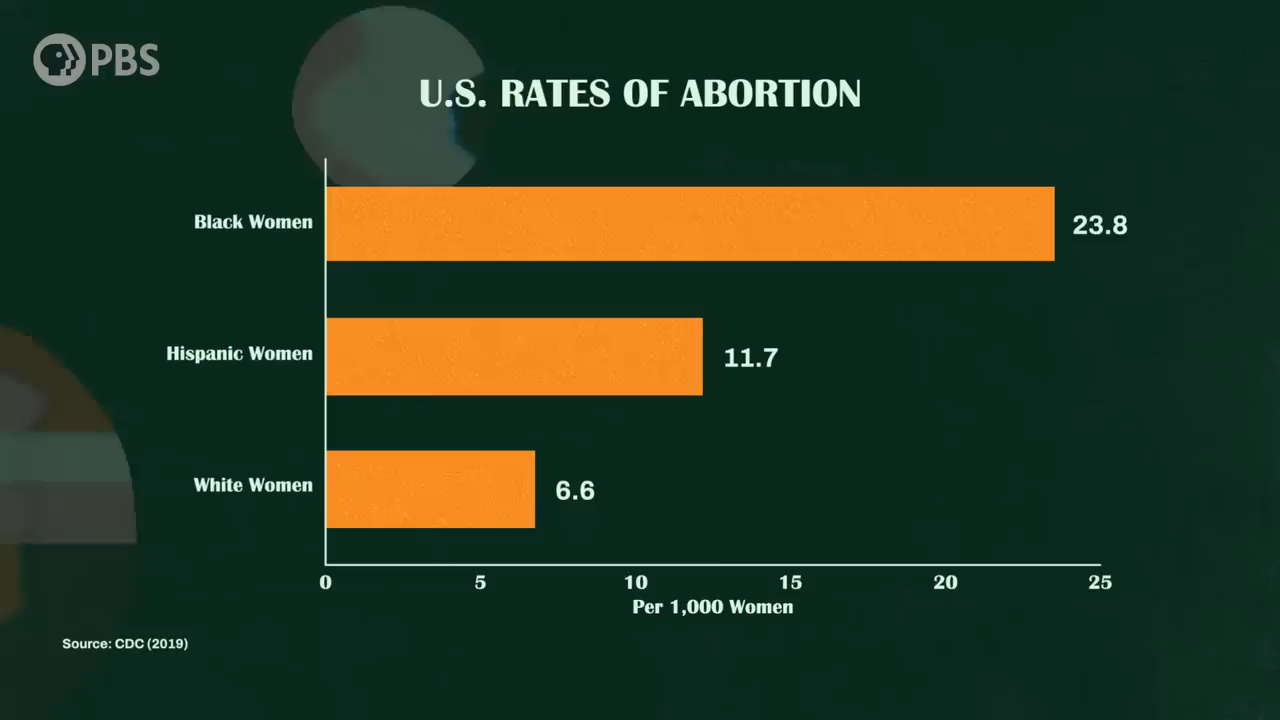 PBS
U.S. RATES OF ABORTION
Black Women 23.8
Hispanic Women 11.7
White Women 6.6
0 5 10 15 20 25
Per 1,000 Women
Source: CDC (2019)